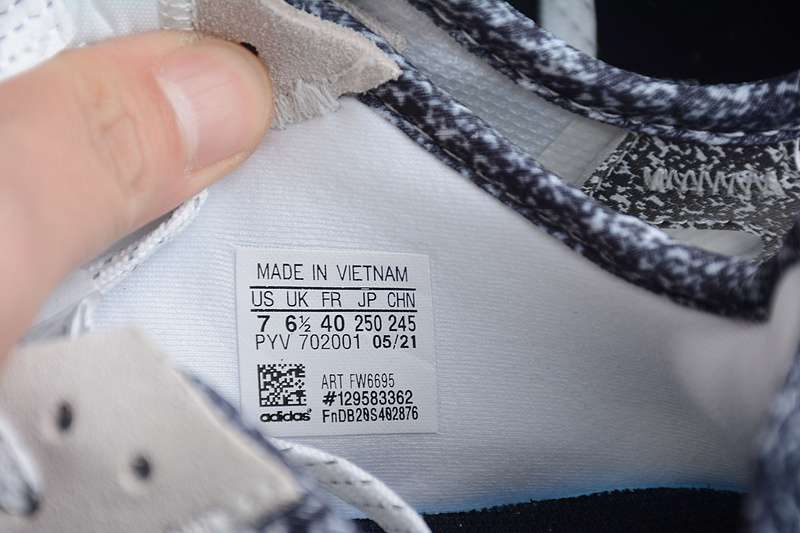 MADE IN VIETNAM
US UK FR JP CHN
7 6½ 40 250 245
PYV 702001 05/21
ART FW6695
#129583362
adidas FnDB20S402876